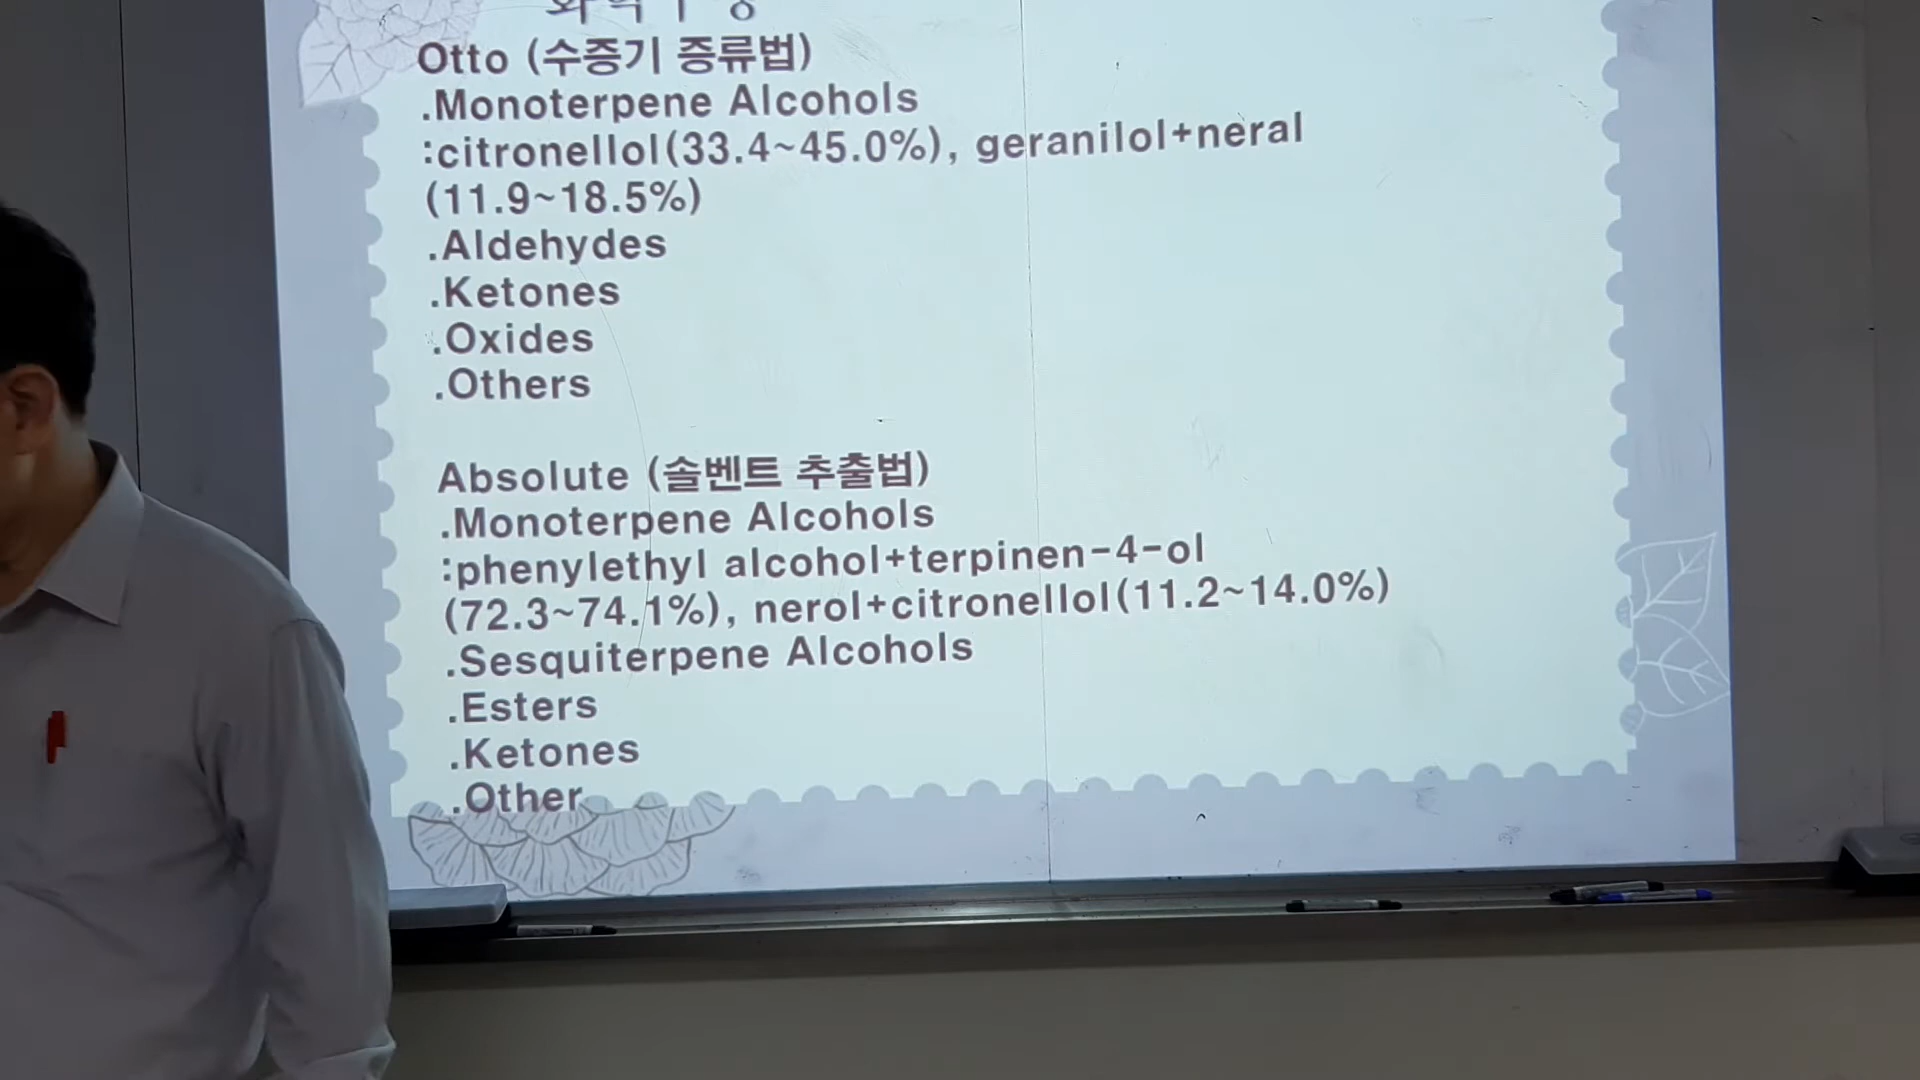 Otto (수증기 증류법)
.Monoterpene Alcohols
:citronellol(33.4~45.0%), geranilol+neral
(11.9~18.5%)
.Aldehydes
.Ketones
.Oxides
.Others
Absolute (솔벤트 추출법)
.Monoterpene Alcohols
:phenylethyl alcohol+terpinen-4-ol
(72.3~74.1%), nerol+citronellol(11.2~14.0%)
.Sesquiterpene Alcohols
.Esters
.Ketones
.Other